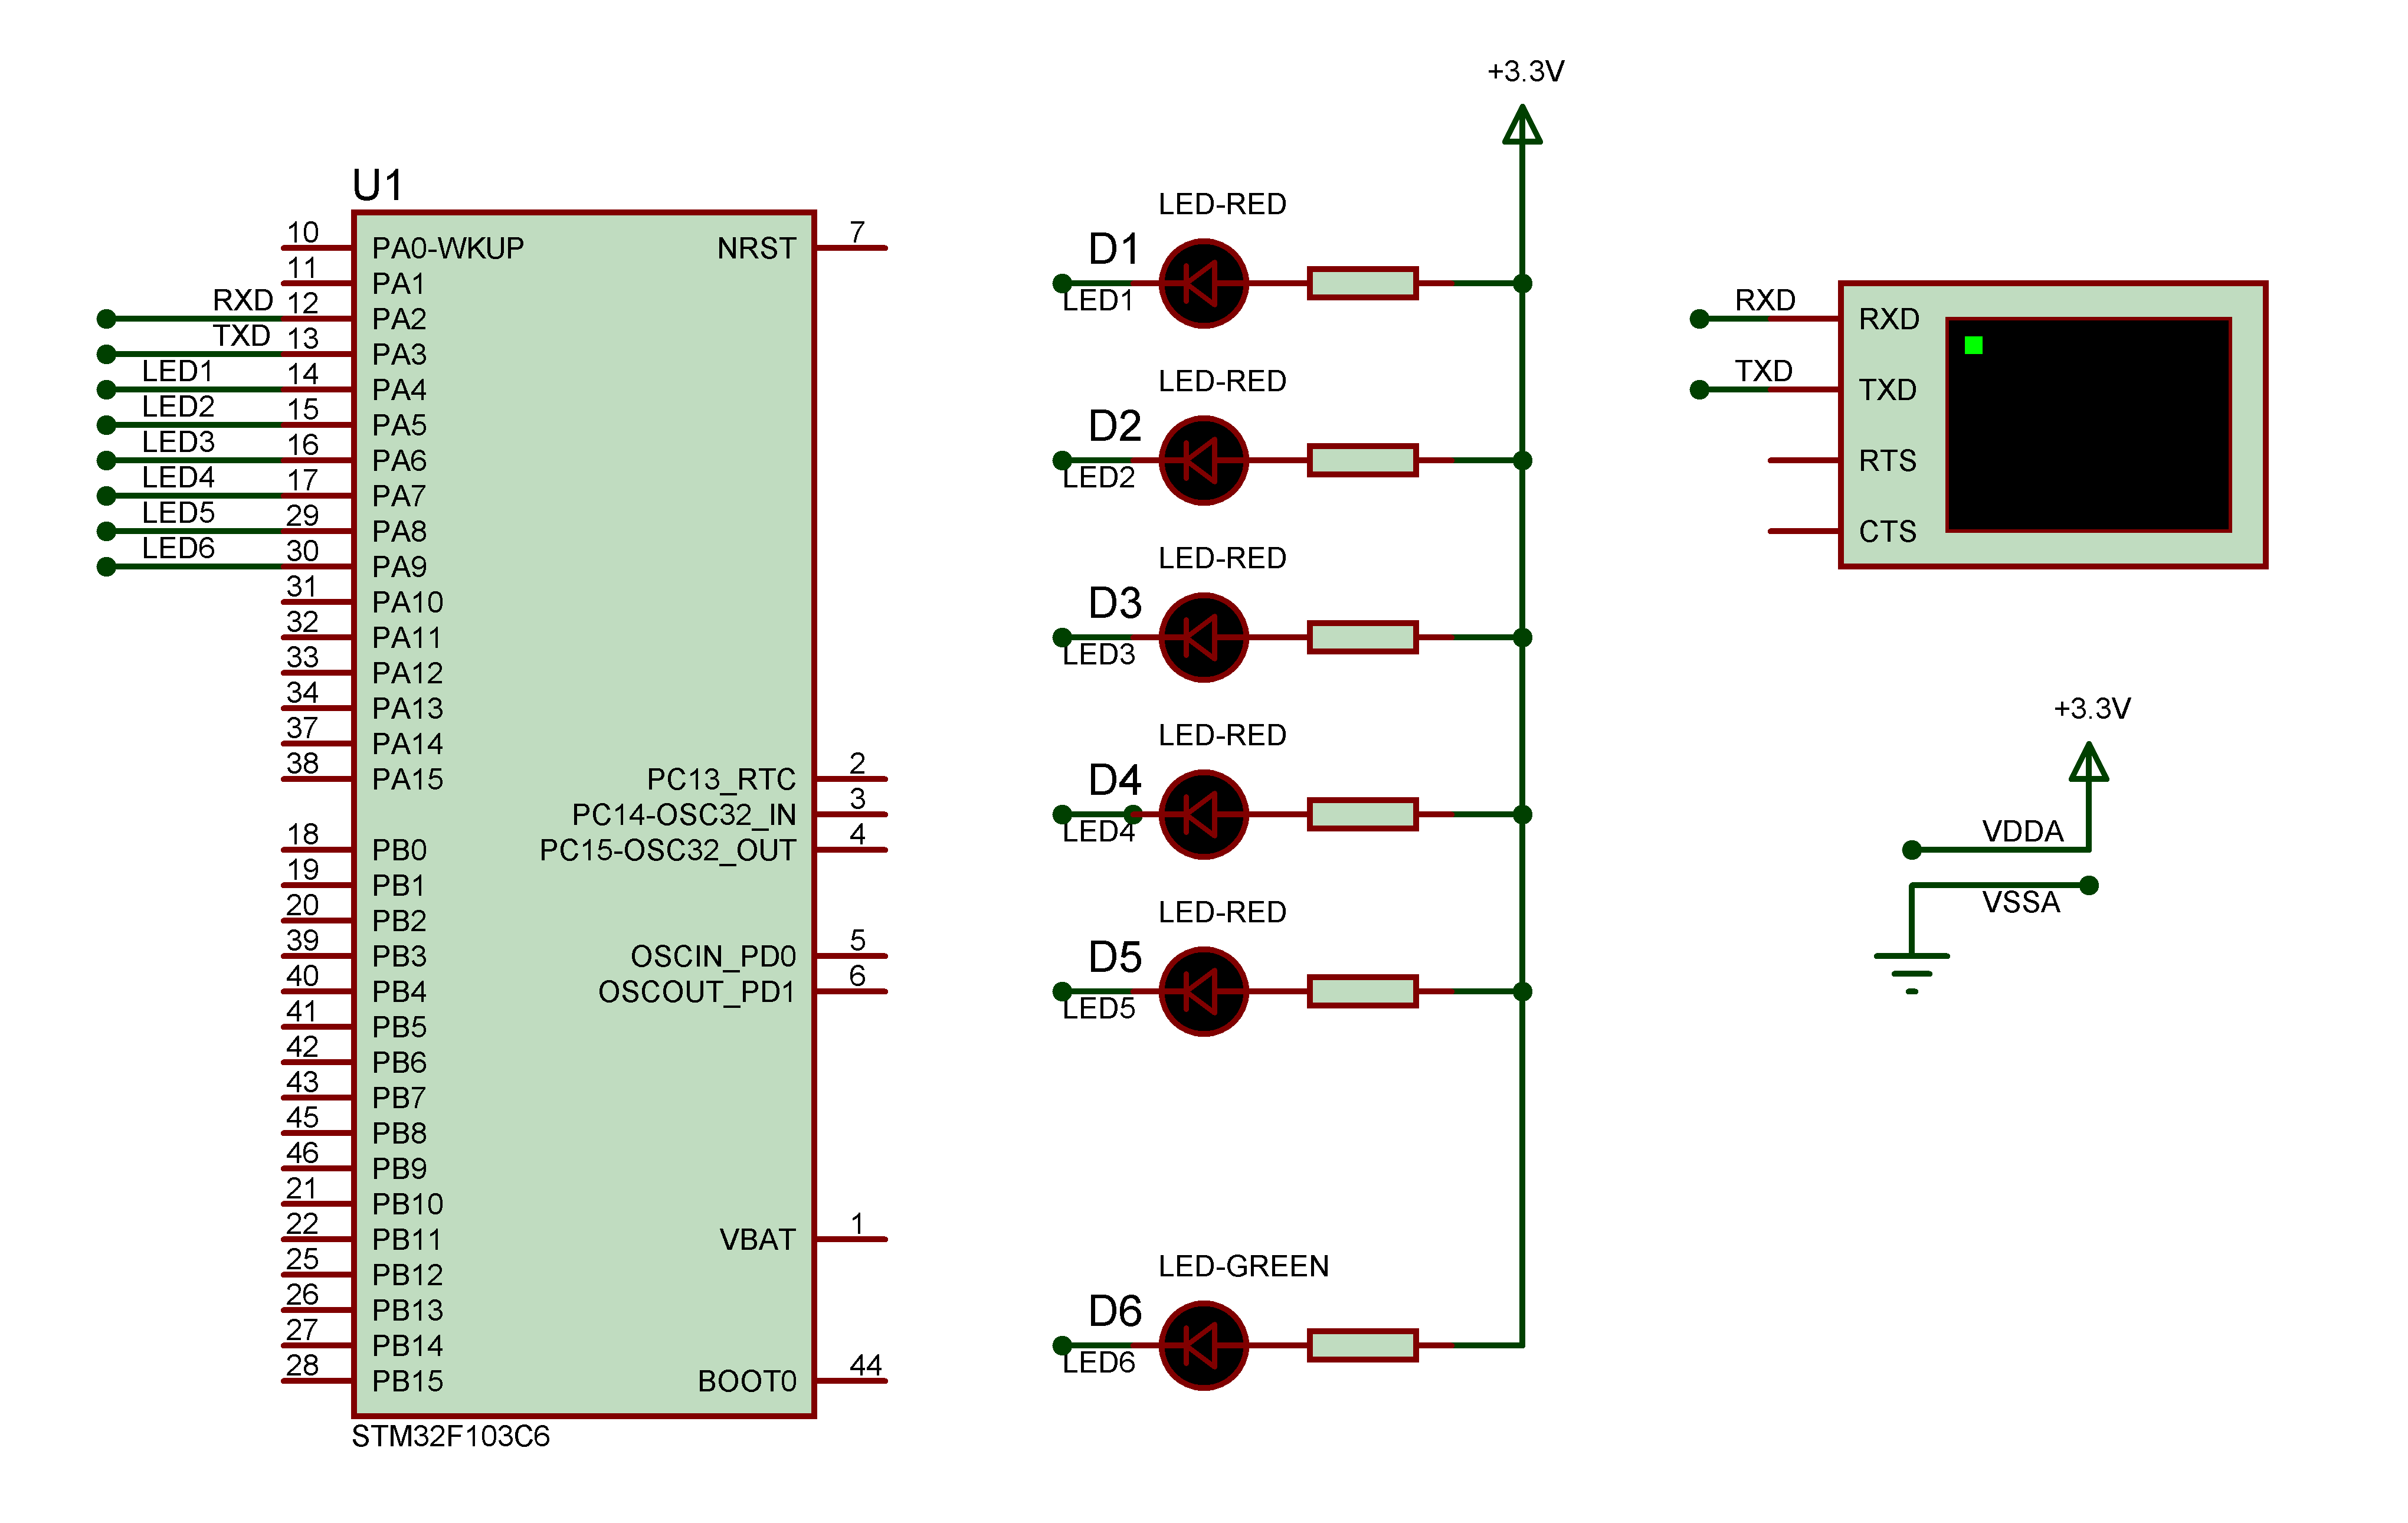 +3.3V
U1
10 PA0-WKUP NRST 7
11 PA1
RXD 12 PA2
TXD 13 PA3
LED1 14 PA4
LED2 15 PA5
LED3 16 PA6
LED4 17 PA7
LED5 29 PA8
LED6 30 PA9
31 PA10
32 PA11
33 PA12
34 PA13
37 PA14
38 PA15 PC13_RTC 2
PC14-OSC32_IN 3
18 PB0 PC15-OSC32_OUT 4
19 PB1
20 PB2
39 PB3 OSCIN_PD0 5
40 PB4 OSCOUT_PD1 6
41 PB5
42 PB6
43 PB7
45 PB8
46 PB9
21 PB10
22 PB11 VBAT 1
25 PB12
26 PB13
27 PB14
28 PB15 BOOT0 44
STM32F103C6
LED-RED
D1
LED1
LED-RED
D2
LED2
LED-RED
D3
LED3
LED-RED
D4
LED4
LED-RED
D5
LED5
LED-GREEN
D6
LED6
RXD RXD
TXD TXD
RTS
CTS
+3.3V
VDDA
VSSA